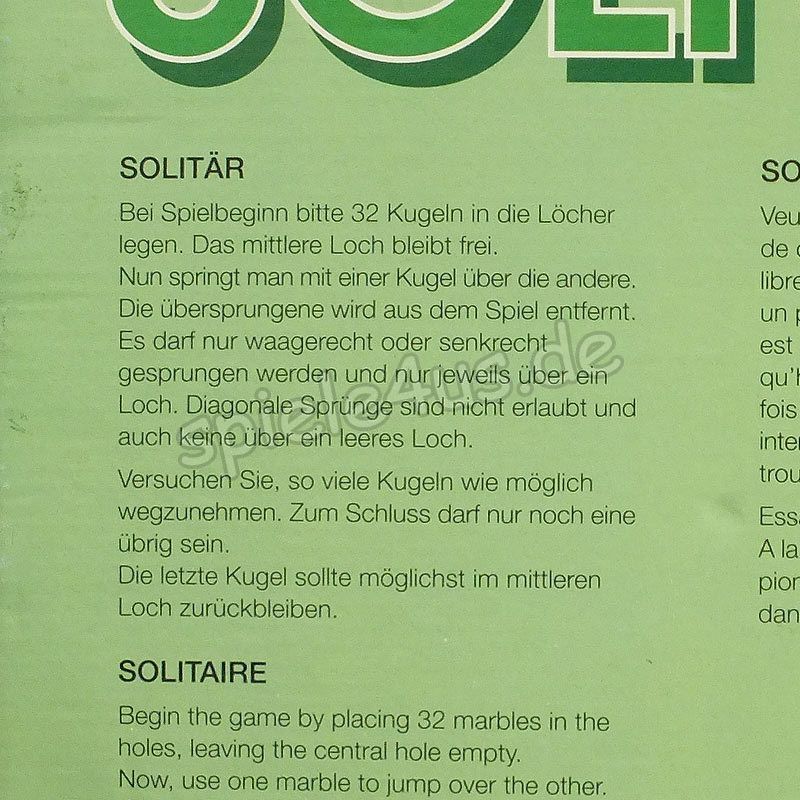 SOLI
SOLITÄR
Bei Spielbeginn bitte 32 Kugeln in die Löcher
legen. Das mittlere Loch bleibt frei.
Nun springt man mit einer Kugel über die andere.
Die übersprungene wird aus dem Spiel entfernt.
Es darf nur waagerecht oder senkrecht
gesprungen werden und nur jeweils über ein
Loch. Diagonale Sprünge sind nicht erlaubt und
auch keine über ein leeres Loch.
Versuchen Sie, so viele Kugeln wie möglich
wegzunehmen. Zum Schluss darf nur noch eine
übrig sein.
Die letzte Kugel sollte möglichst im mittleren
Loch zurückbleiben.
SOLITAIRE
Begin the game by placing 32 marbles in the
holes, leaving the central hole empty.
Now, use one marble to jump over the other.
SO
Veu
de
libre
un
est
qu'
fois
inte
trou
Ess
A la
pion
dan
spiele4us.de